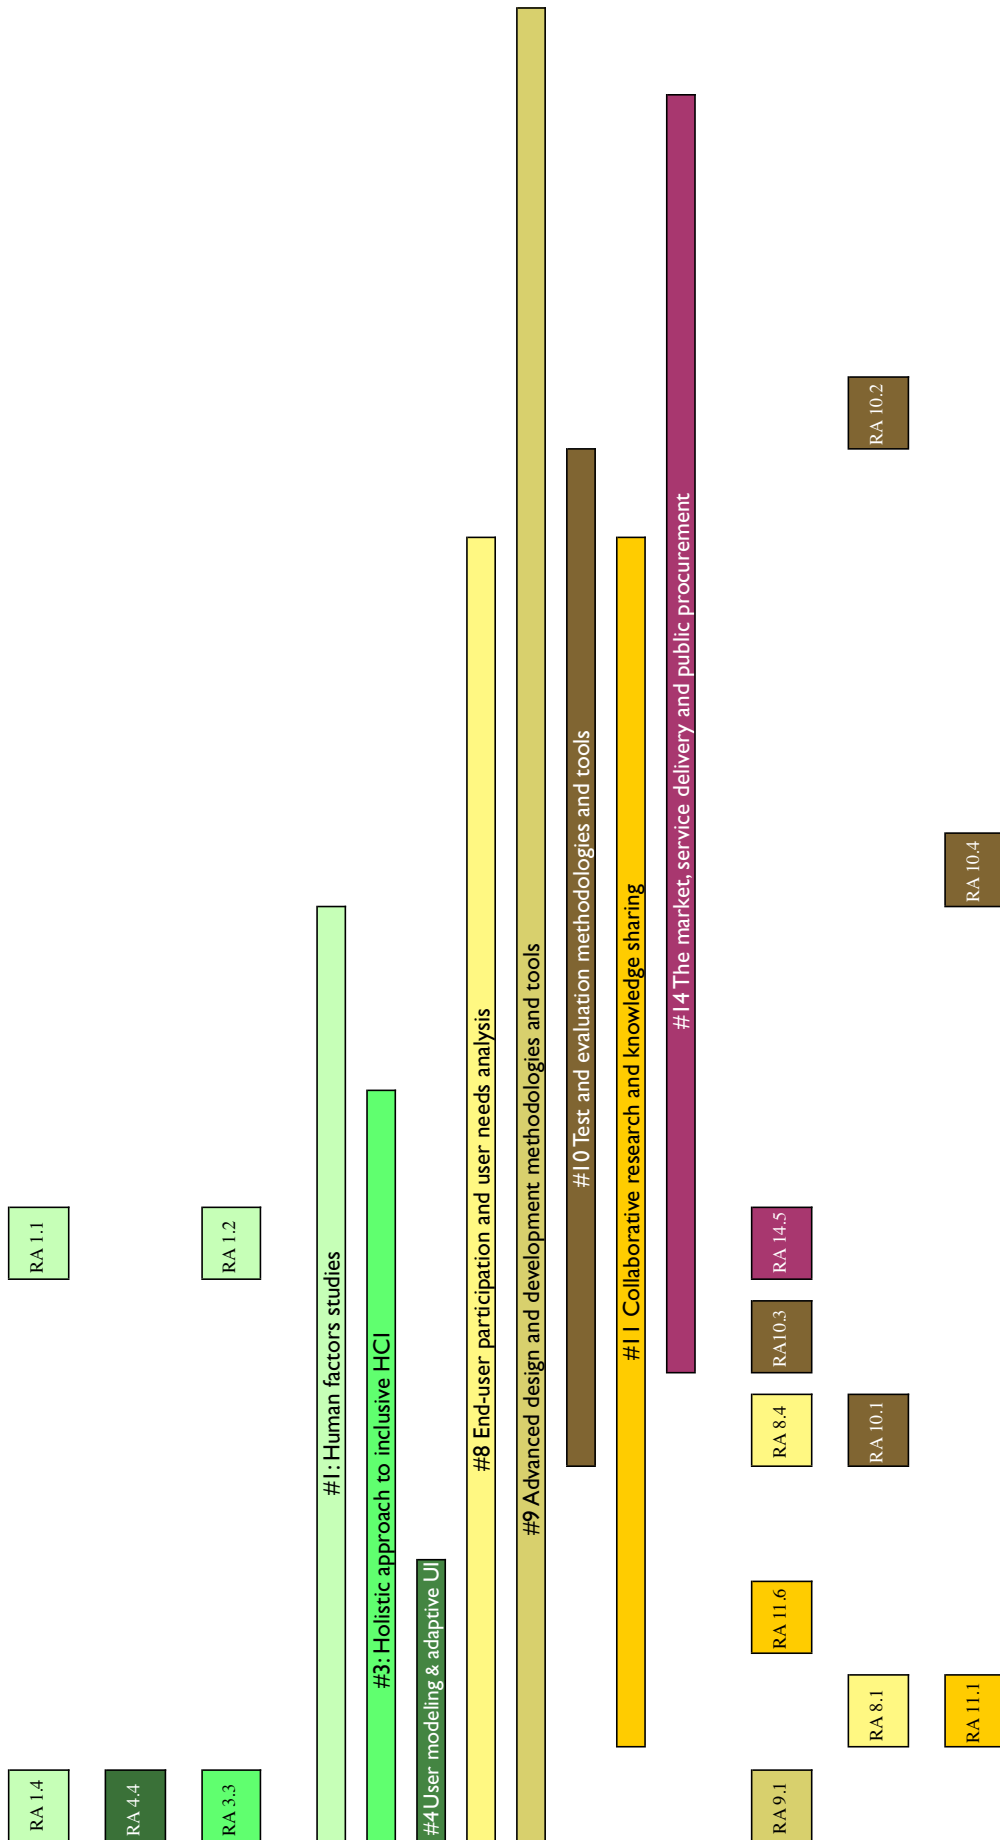 RA 1.4
RA 1.1
RA 4.4
RA 3.3
RA 1.2
#1: Human factors studies
#3: Holistic approach to inclusive HCI
#4 User modeling & adaptive UI
#8 End-user participation and user needs analysis
#9 Advanced design and development methodologies and tools
#10 Test and evaluation methodologies and tools
#11 Collaborative research and knowledge sharing
#14 The market, service delivery and public procurement
RA 9.1
RA 11.6
RA 8.4
RA10.3
RA 14.5
RA 8.1
RA 10.1
RA 10.2
RA 11.1
RA 10.4